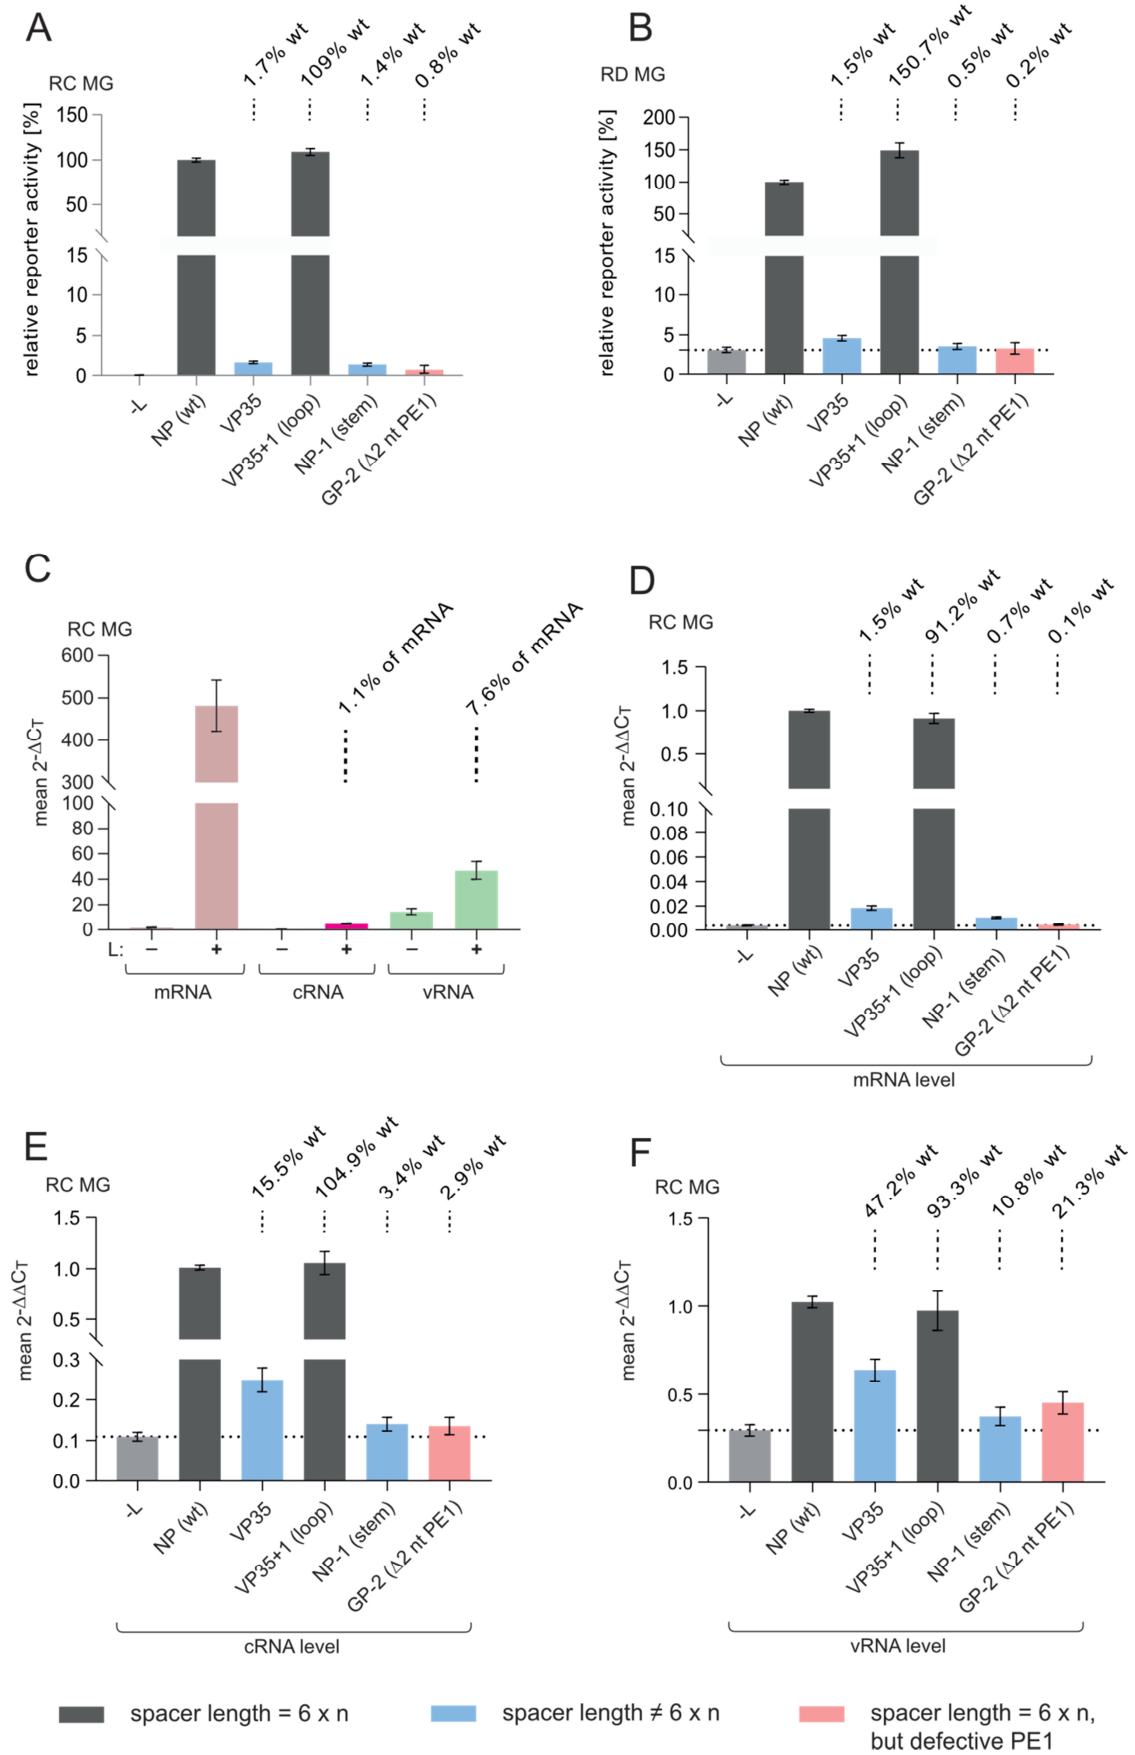 A
RC MG
1.7% wt
109% wt
1.4% wt
0.8% wt
relative reporter activity [%]
150
100
50
15
10
5
0
-L
NP (wt)
VP35
VP35+1 (loop)
NP-1 (stem)
GP-2 (Δ2 nt PE1)
B
RD MG
1.5% wt
150.7% wt
0.5% wt
0.2% wt
relative reporter activity [%]
200
150
100
50
15
10
5
0
-L
NP (wt)
VP35
VP35+1 (loop)
NP-1 (stem)
GP-2 (Δ2 nt PE1)
C
RC MG
1.1% of mRNA
7.6% of mRNA
mean 2-ΔCT
600
500
400
300
100
80
60
40
20
0
L: – + – + – +
mRNA cRNA vRNA
D
RC MG
1.5% wt
91.2% wt
0.7% wt
0.1% wt
mean 2-ΔΔCT
1.5
1.0
0.5
0.10
0.08
0.06
0.04
0.02
0.00
-L
NP (wt)
VP35
VP35+1 (loop)
NP-1 (stem)
GP-2 (Δ2 nt PE1)
mRNA level
E
RC MG
15.5% wt
104.9% wt
3.4% wt
2.9% wt
mean 2-ΔΔCT
1.5
1.0
0.5
0.3
0.2
0.1
0.0
-L
NP (wt)
VP35
VP35+1 (loop)
NP-1 (stem)
GP-2 (Δ2 nt PE1)
cRNA level
F
RC MG
47.2% wt
93.3% wt
10.8% wt
21.3% wt
mean 2-ΔΔCT
1.5
1.0
0.5
0.0
-L
NP (wt)
VP35
VP35+1 (loop)
NP-1 (stem)
GP-2 (Δ2 nt PE1)
vRNA level
spacer length = 6 x n
spacer length ≠ 6 x n
spacer length = 6 x n,
but defective PE1